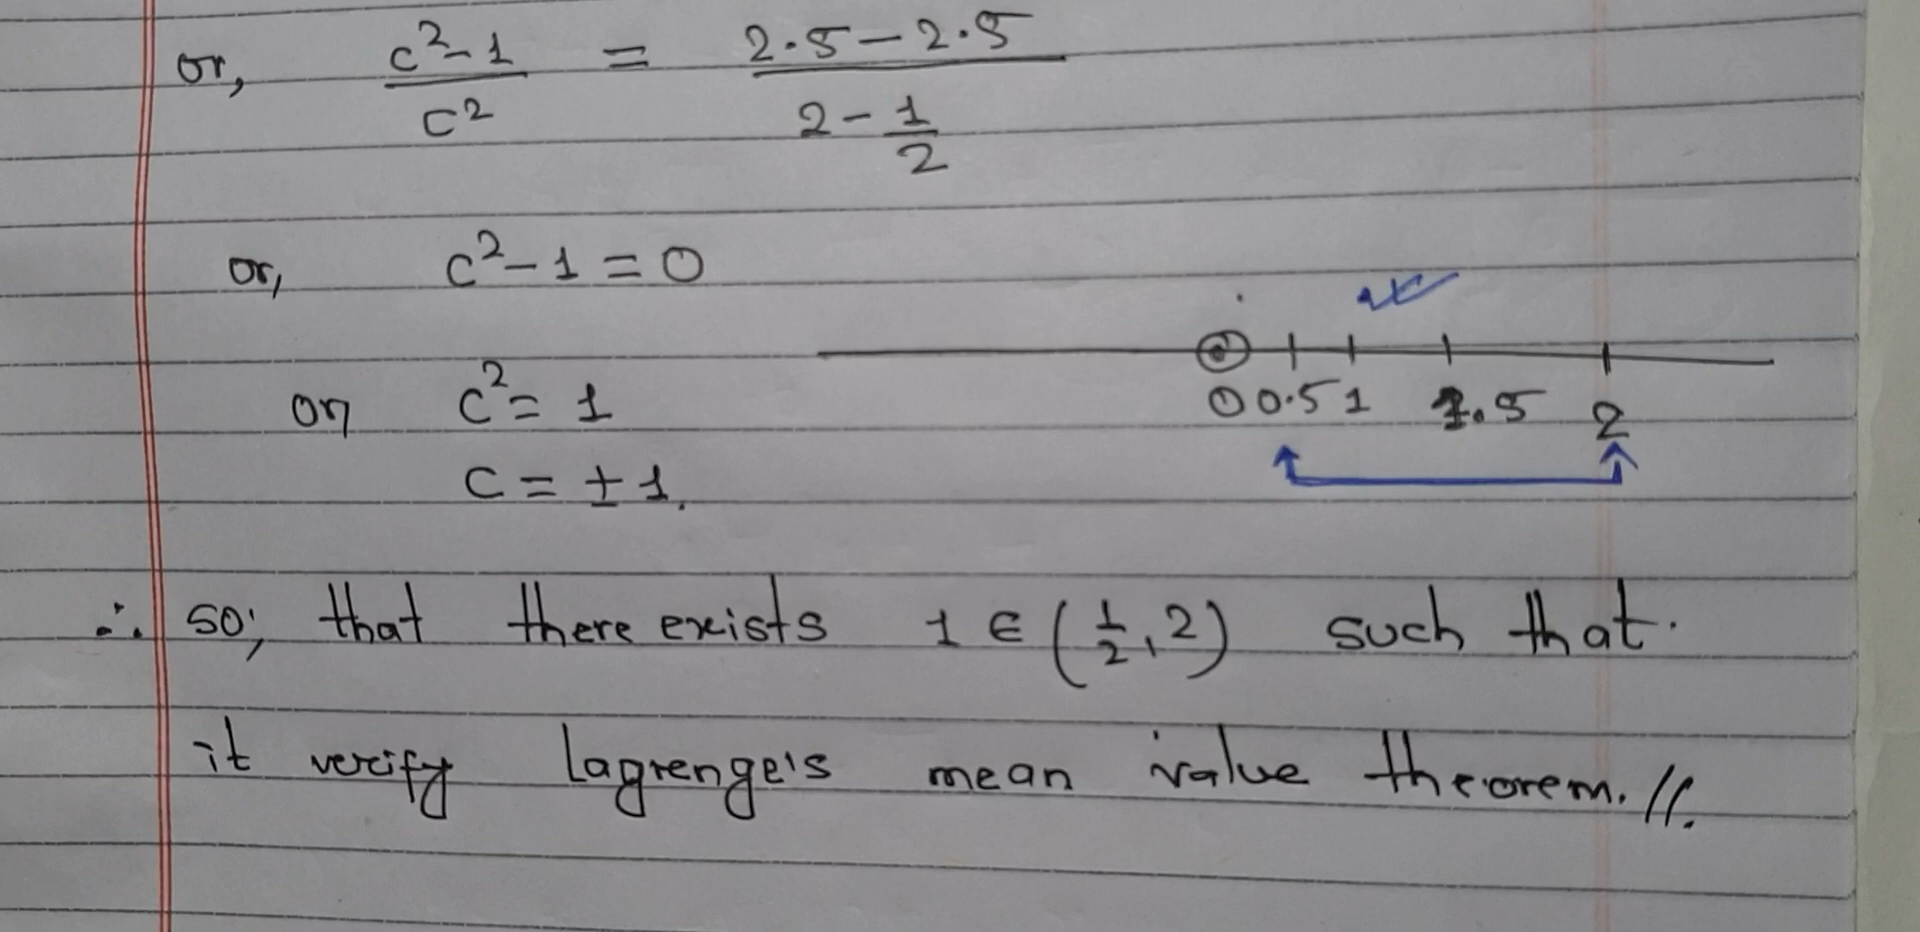 or, c²-1 / c² = 2.5-2.5 / 2-1/2
or, c²-1=0
or c²=1
0 0.5 1 1.5 2
c=±1.
∴ so; that there exists 1 ∈ (1/2, 2) such that.
it verify Lagrenge's mean value theorem. //.